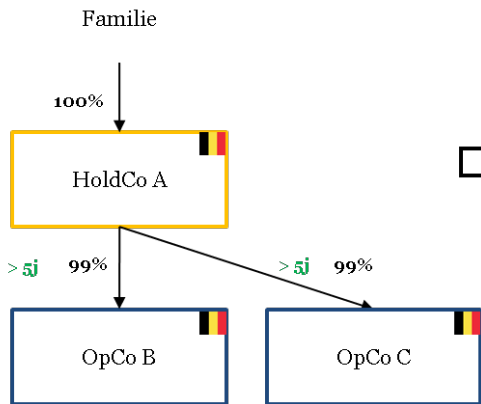 Familie
100%
HoldCo A
> 5j 99% > 5j 99%
OpCo B OpCo C